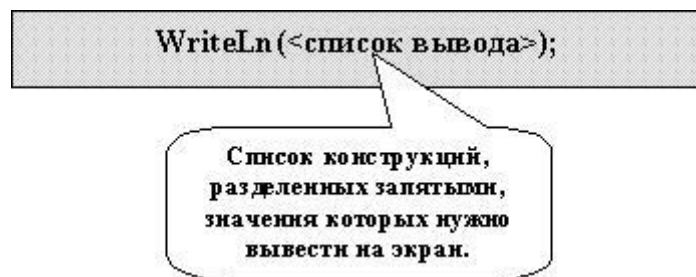 WriteLn(<список вывода>);
Список конструкций,
разделенных запятыми,
значения которых нужно
вывести на экран.